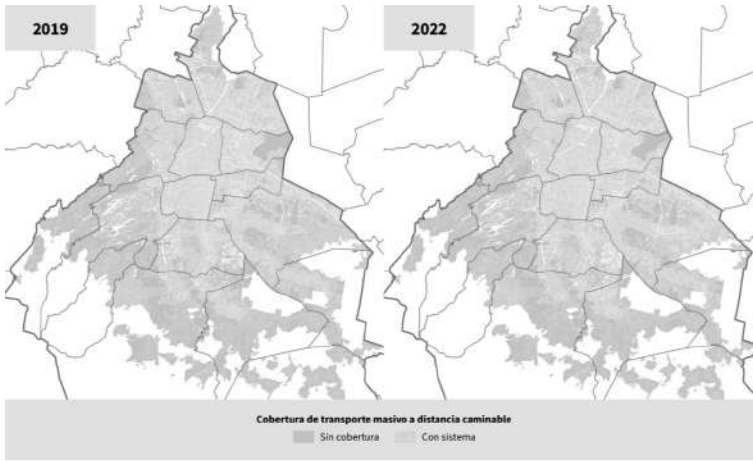 2019
2022
Cobertura de transporte masivo a distancia caminable
Sin cobertura
Con sistema